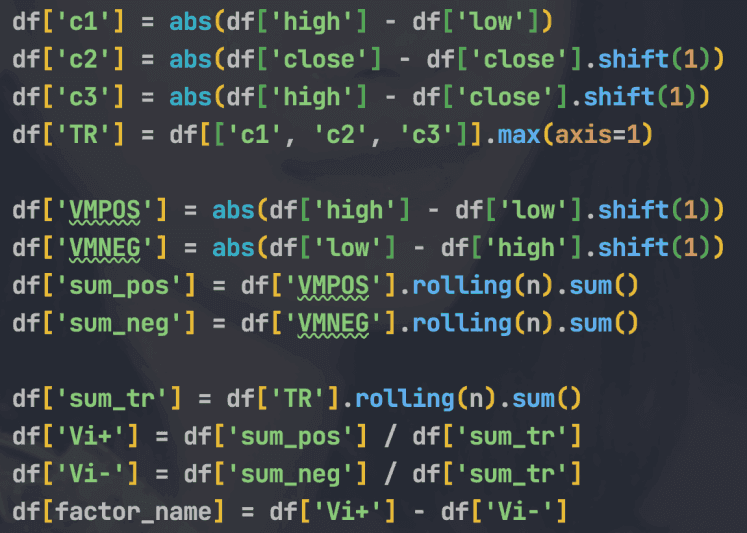 df['c1'] = abs(df['high'] - df['low'])
df['c2'] = abs(df['close'] - df['close'].shift(1))
df['c3'] = abs(df['high'] - df['close'].shift(1))
df['TR'] = df[['c1', 'c2', 'c3']].max(axis=1)
df['VMPOS'] = abs(df['high'] - df['low'].shift(1))
df['VMNEG'] = abs(df['low'] - df['high'].shift(1))
df['sum_pos'] = df['VMPOS'].rolling(n).sum()
df['sum_neg'] = df['VMNEG'].rolling(n).sum()
df['sum_tr'] = df['TR'].rolling(n).sum()
df['Vi+'] = df['sum_pos'] / df['sum_tr']
df['Vi-'] = df['sum_neg'] / df['sum_tr']
df[factor_name] = df['Vi+'] - df['Vi-']